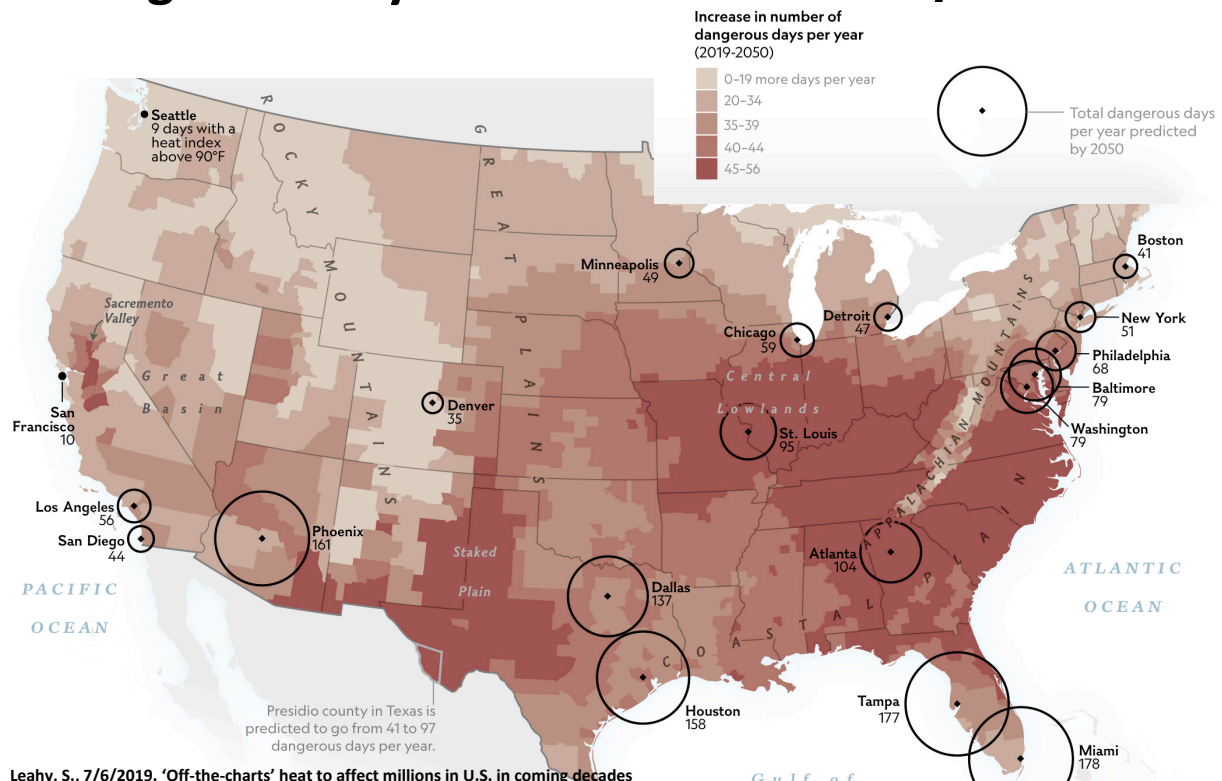 Increase in number of
dangerous days per year
(2019-2050)
0–19 more days per year
20–34
35–39
40–44
45–56
Total dangerous days
per year predicted
by 2050
Seattle
9 days with a
heat index
above 90°F
ROCKY MOUNTAINS
GREAT PLAINS
Minneapolis
49
Boston
41
Sacremento
Valley
Detroit
47
New York
51
Chicago
59
Philadelphia
68
Great
Basin
Central
Lowlands
Baltimore
79
Washington
79
APPALACHIAN MOUNTAINS
San
Francisco
10
Denver
35
St. Louis
95
Los Angeles
56
San Diego
44
Phoenix
161
Staked
Plain
Dallas
137
Atlanta
104
COASTAL PLAIN
PACIFIC
OCEAN
ATLANTIC
OCEAN
Houston
158
Tampa
177
Miami
178
Presidio county in Texas is
predicted to go from 41 to 97
dangerous days per year.
Gulf of
Leahy, S., 7/6/2019. ‘Off-the-charts’ heat to affect millions in U.S. in coming decades